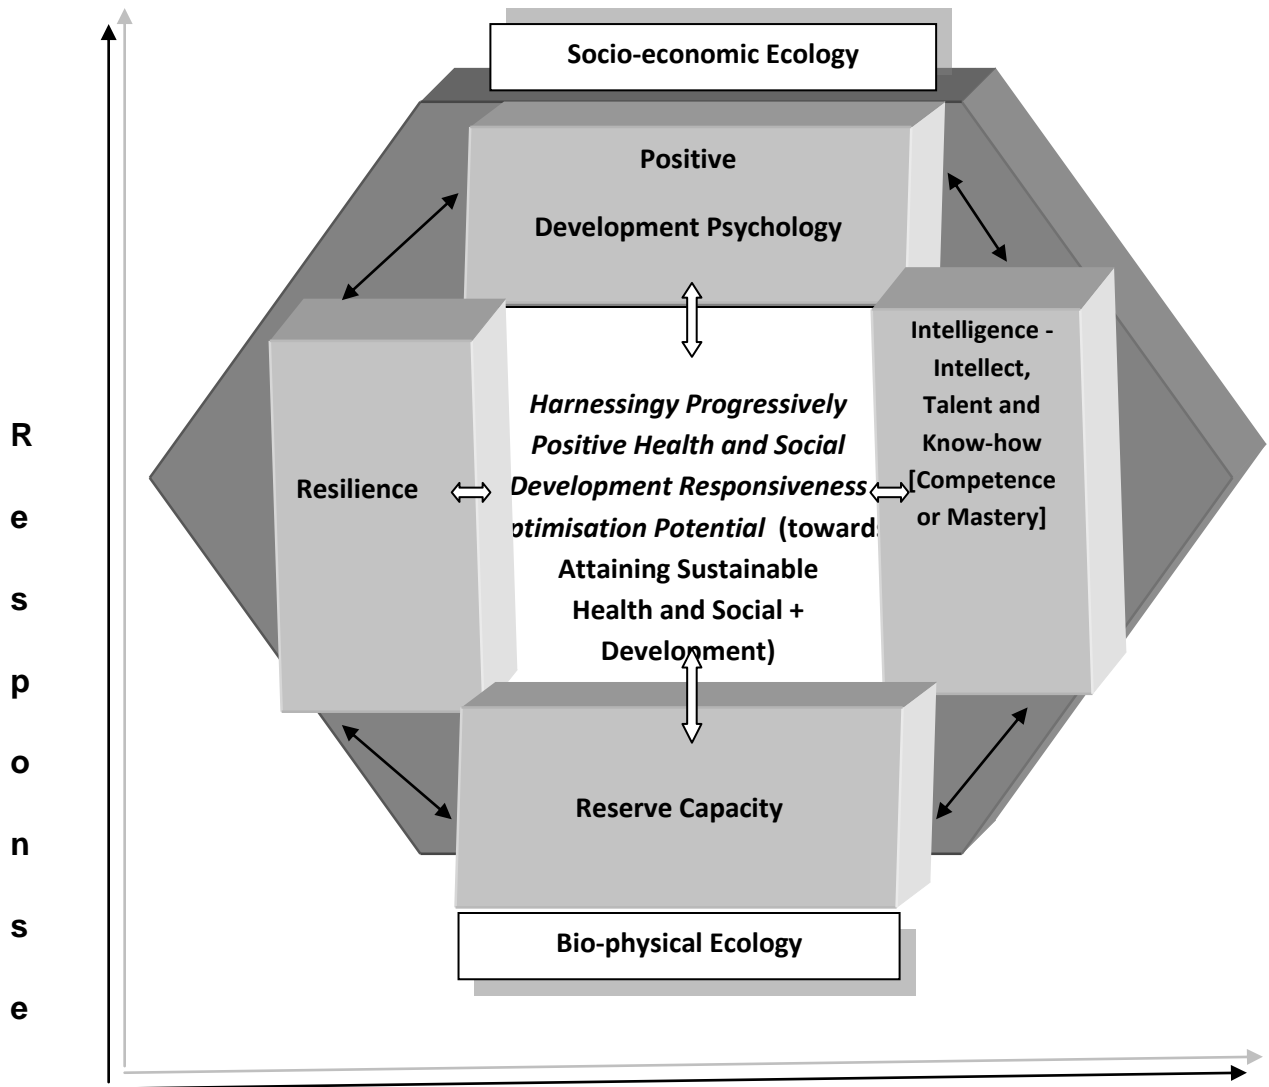 Socio-economic Ecology
Positive
Development Psychology
Intelligence -
Intellect,
Talent and
Know-how
[Competence
or Mastery]
Resilience
Harnessingy Progressively
Positive Health and Social
Development Responsiveness
ptimisation Potential (toward
Attaining Sustainable
Health and Social +
Development)
Reserve Capacity
Bio-physical Ecology
R
e
s
p
o
n
s
e